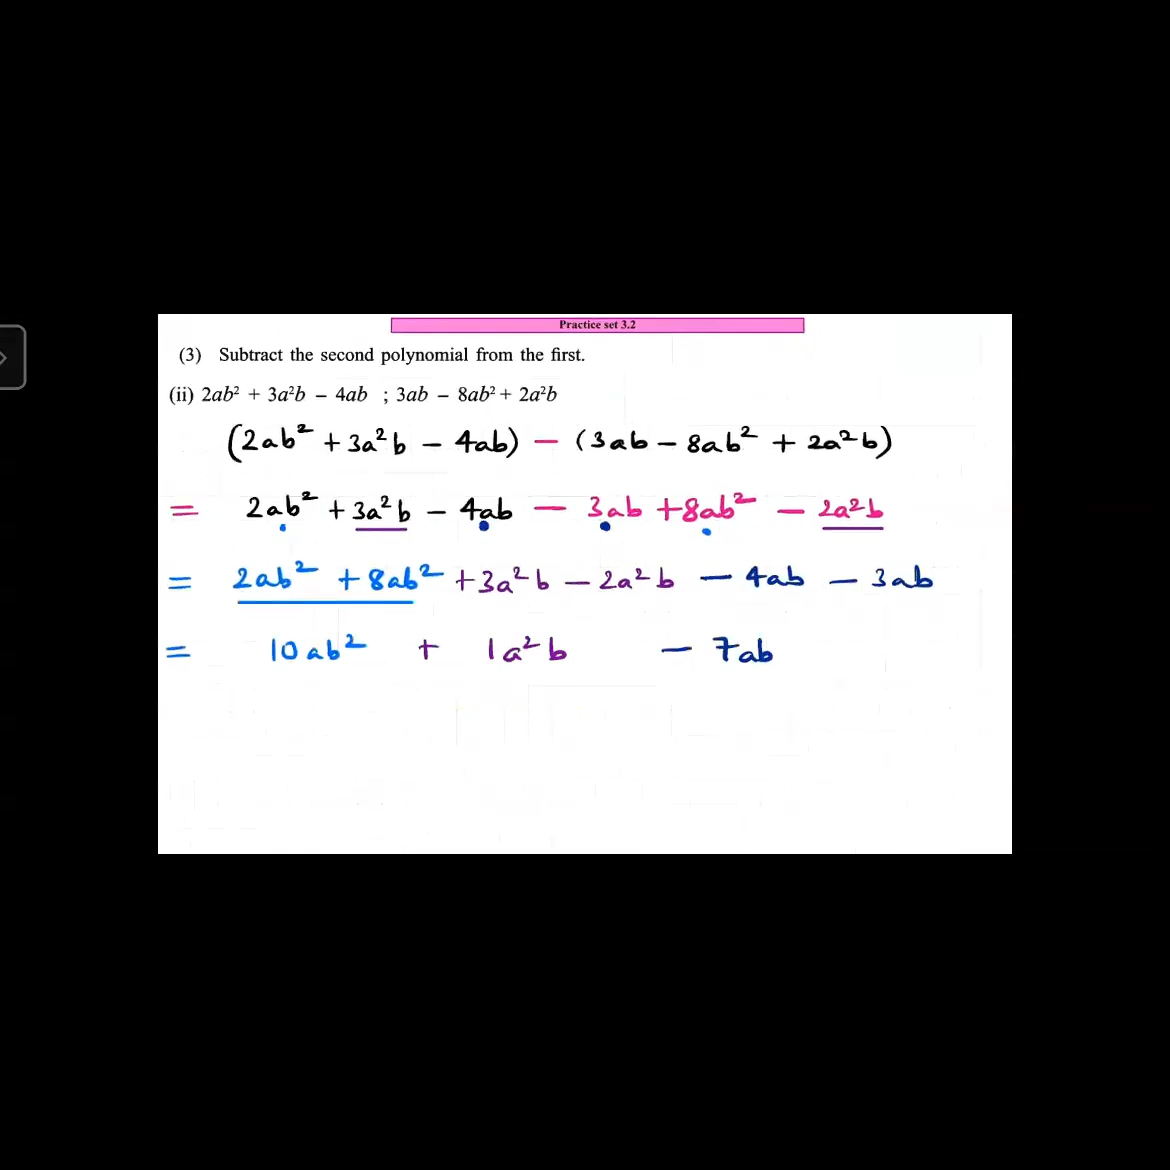 Practice set 3.2
(3) Subtract the second polynomial from the first.
(ii) 2ab² + 3a²b – 4ab ; 3ab – 8ab² + 2a²b
(2ab² + 3a²b – 4ab) – (3ab – 8ab² + 2a²b)
= 2ab² + 3a²b – 4ab – 3ab + 8ab² – 2a²b
= 2ab² + 8ab² + 3a²b – 2a²b – 4ab – 3ab
= 10ab² + 1a²b – 7ab